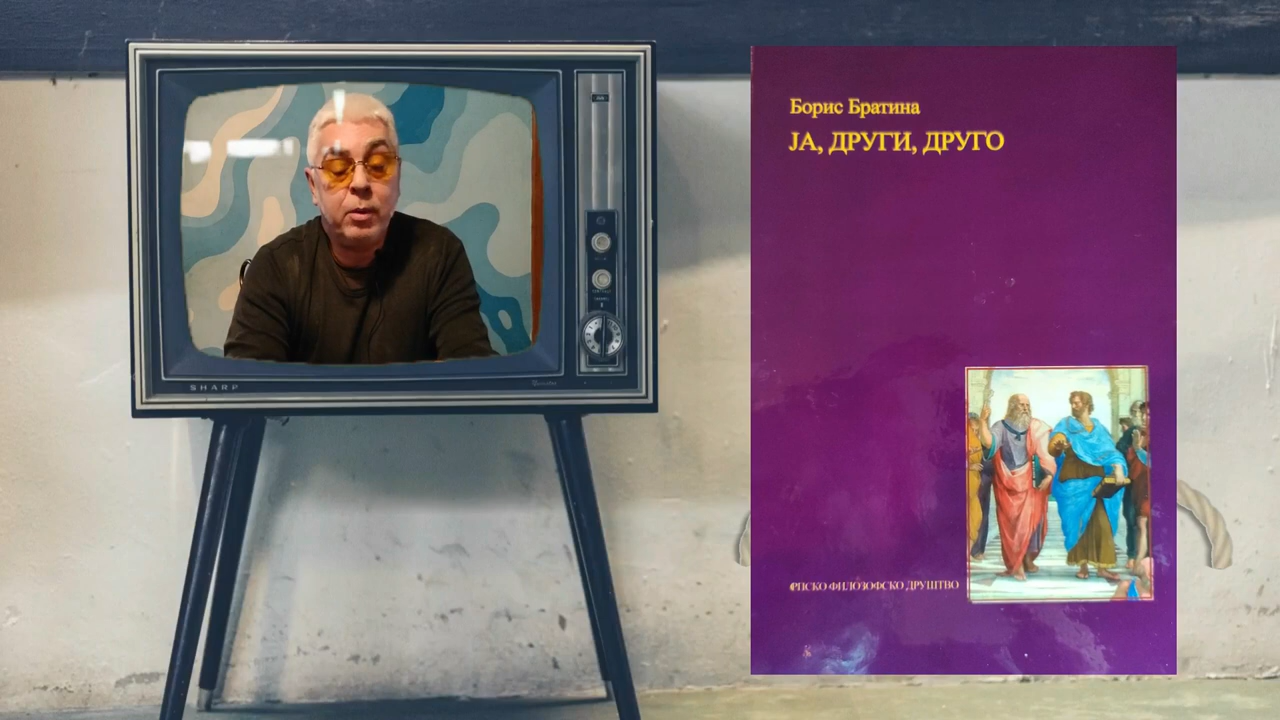 SHARP
Борис Братина
ЈА, ДРУГИ, ДРУГО
СРПСКО ФИЛОЗОФСКО ДРУШТВО